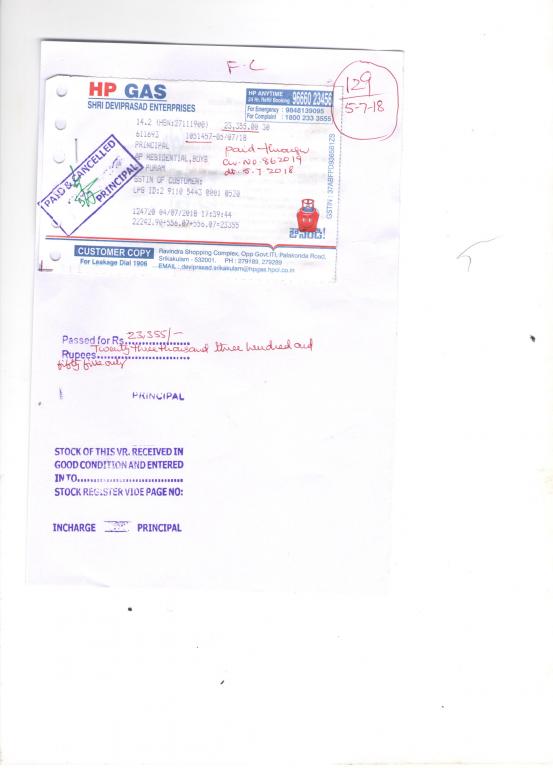 F-C
129
5-7-18
HP GAS
SHRI DEVIPRASAD ENTERPRISES
HP ANYTIME
24 Hr. Refill Booking 96660 23456
For Emergency : 9848139095
For Complaint : 1800 233 3555
14.2 (HSN:27111900) 23,355.00 30
611693 1051457-05/07/18
PRINCIPAL
AP RESIDENTIAL,BOYS
PURAM
GSTIN OF CUSTOMER:
LPG ID:2 9110 5443 0001 0520
paid through
Ch. No. 862019
dt. 5.7.2018
PAID & CANCELLED
PRINCIPAL
124720 04/07/2018 17:39:44
22242.90+556.07+556.07=23355
CUSTOMER COPY
For Leakage Dial 1906
Ravindra Shopping Complex, Opp Govt.ITI, Palakonda Road,
Srikakulam - 532001. PH : 279189, 279289
EMAIL : deviprasad.srikakulam@hpgas.hpcl.co.in
Passed for Rs. 23,355/-
Rupees Twenty three thousand three hundred and
fifty five only
PRINCIPAL
STOCK OF THIS VR. RECEIVED IN
GOOD CONDITION AND ENTERED
IN TO..............................
STOCK REGISTER VIDE PAGE NO:
INCHARGE PRINCIPAL